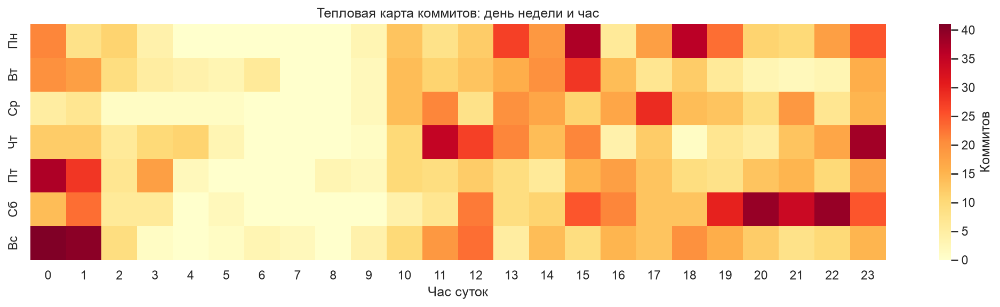 Тепловая карта коммитов: день недели и час
Пн
Вт
Ср
Чт
Пт
Сб
Вс
0 1 2 3 4 5 6 7 8 9 10 11 12 13 14 15 16 17 18 19 20 21 22 23
Час суток
40
35
30
25
20
15
10
5
0
Коммитов